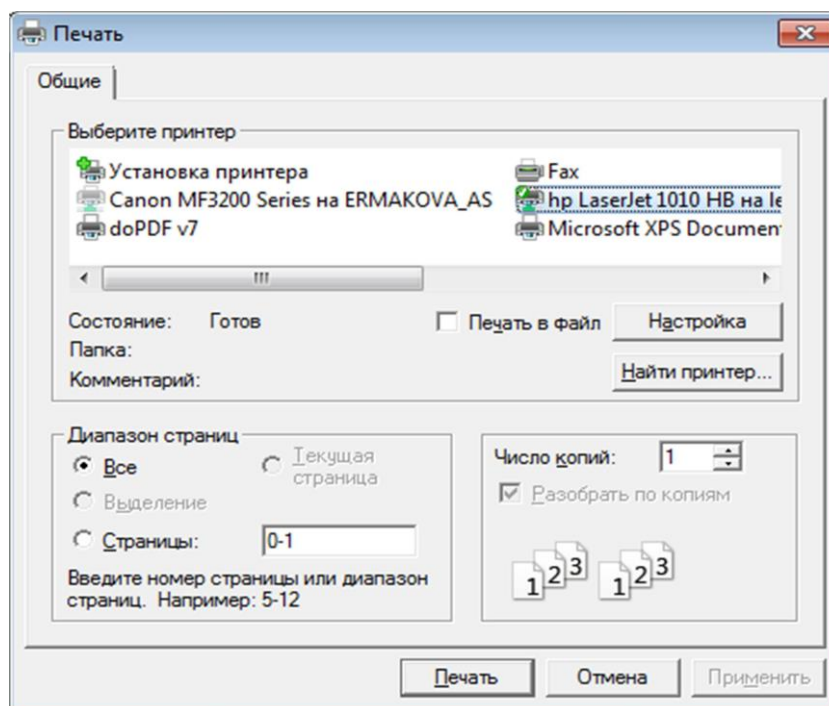 Печать
Общие
Выберите принтер
Установка принтера
Fax
Canon MF3200 Series на ERMAKOVA_AS
hp LaserJet 1010 HB на le
doPDF v7
Microsoft XPS Documen
Состояние: Готов
Печать в файл
Настройка
Папка:
Комментарий:
Найти принтер...
Диапазон страниц
Все
Текущая
страница
Выделение
Страницы: 0-1
Введите номер страницы или диапазон
страниц. Например: 5-12
Число копий: 1
Разобрать по копиям
1 2 3 1 2 3
Печать
Отмена
Применить